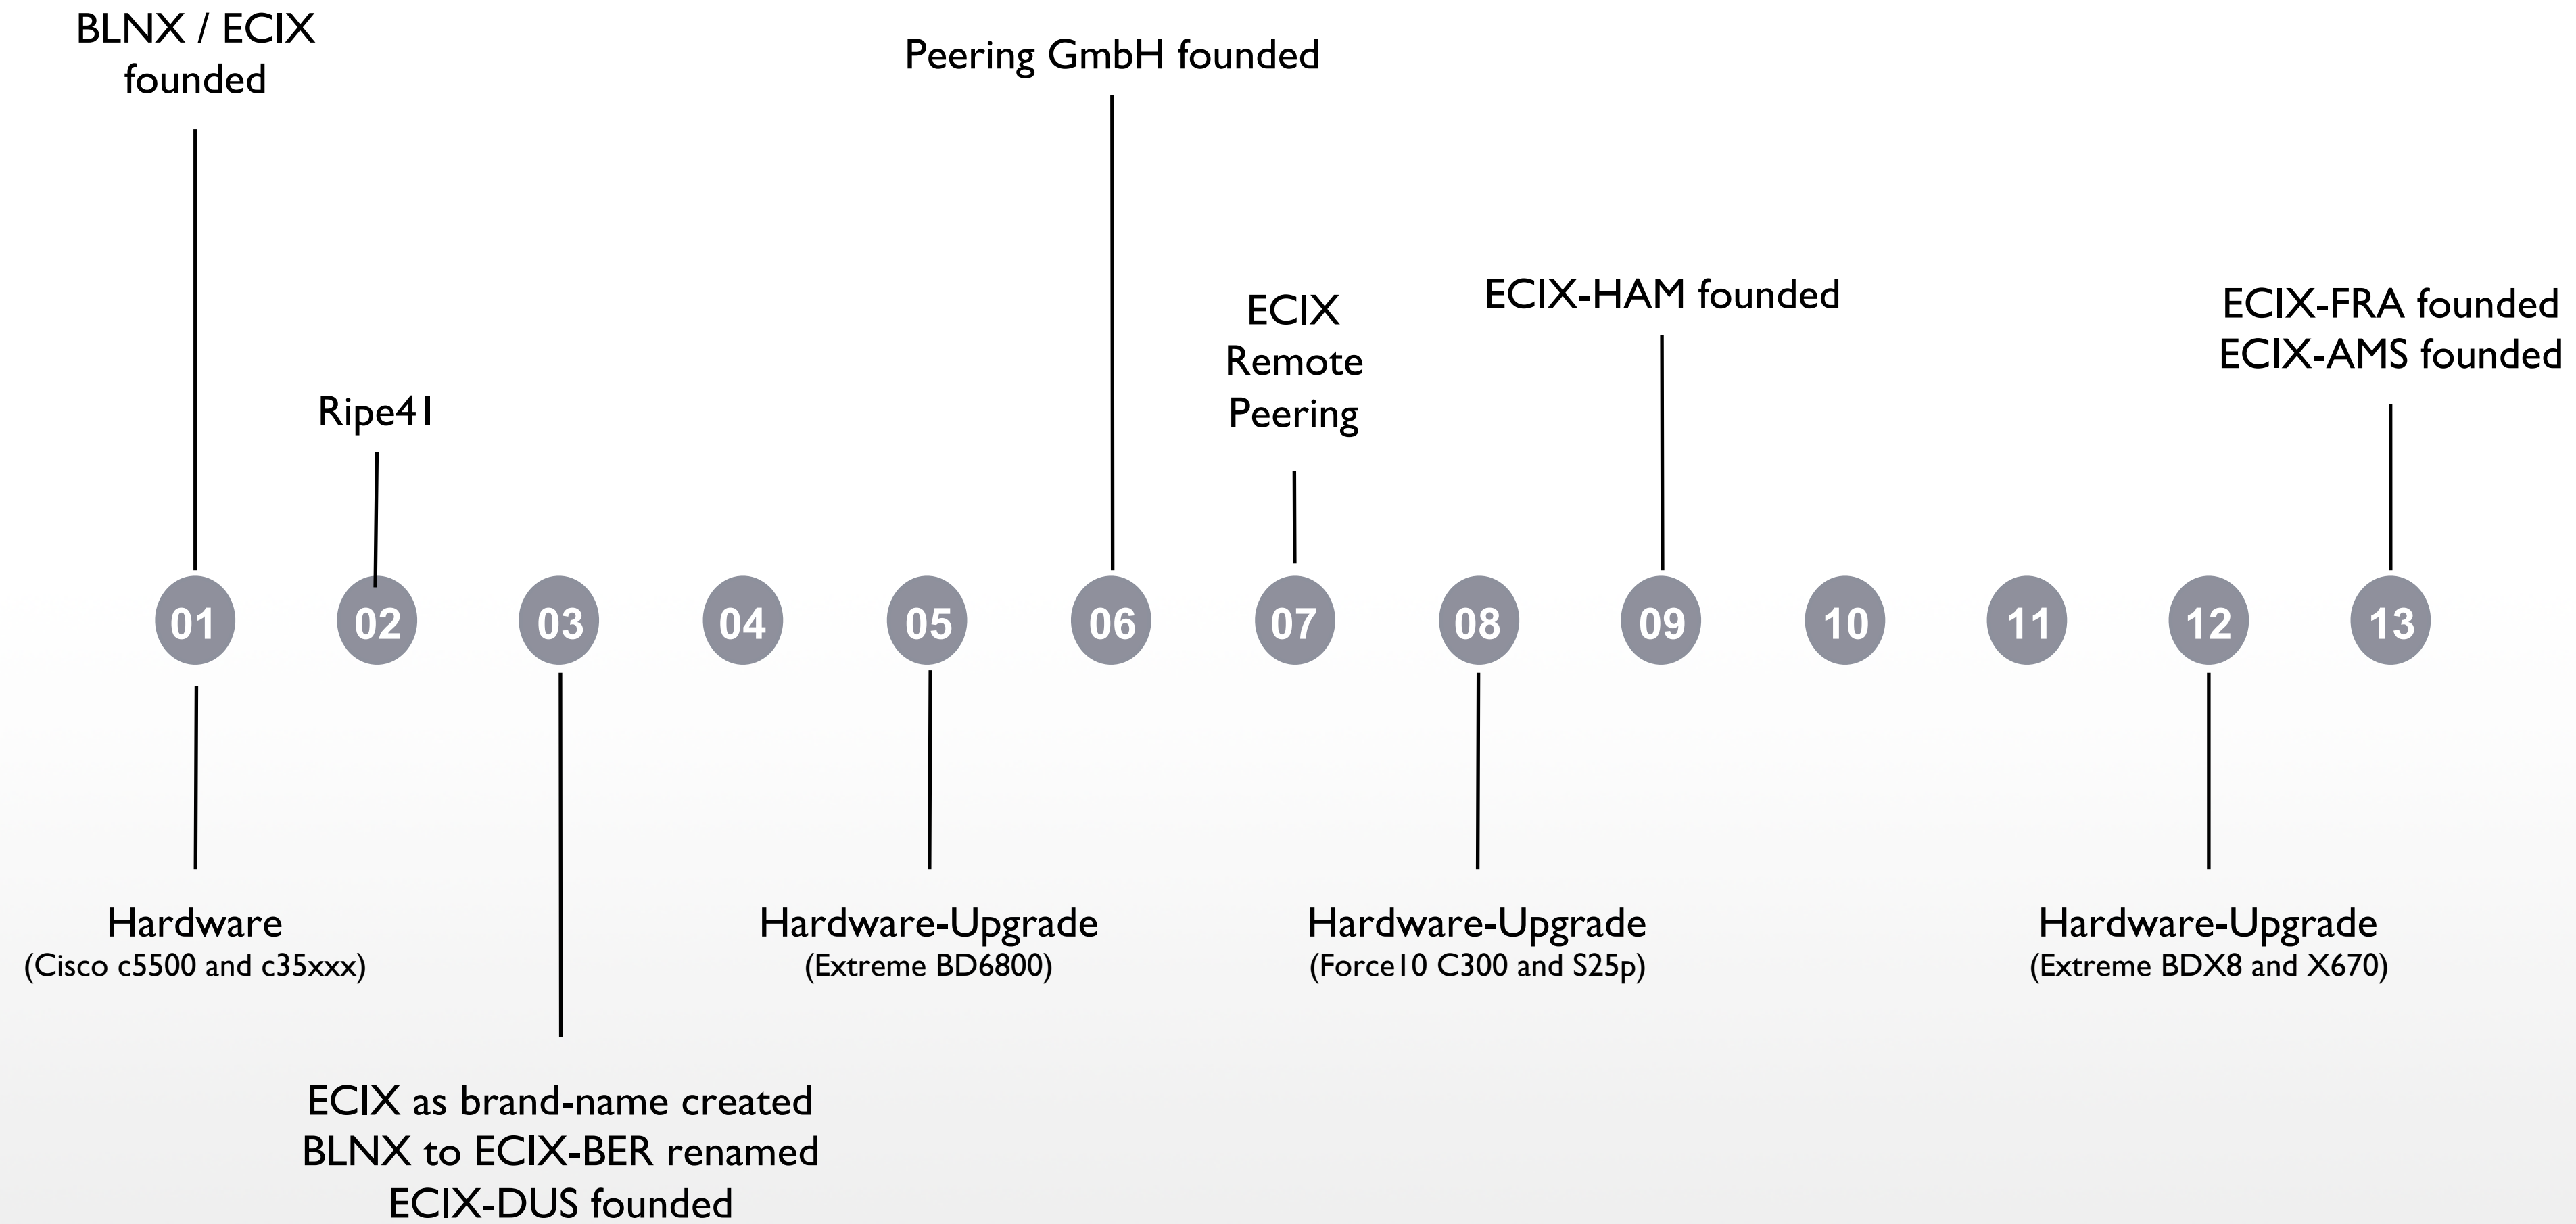 BLNX / ECIX
founded
Peering GmbH founded
ECIX
Remote
Peering
ECIX-HAM founded
ECIX-FRA founded
ECIX-AMS founded
Ripe41
01
02
03
04
05
06
07
08
09
10
11
12
13
Hardware
(Cisco c5500 and c35xxx)
Hardware-Upgrade
(Extreme BD6800)
Hardware-Upgrade
(Force10 C300 and S25p)
Hardware-Upgrade
(Extreme BDX8 and X670)
ECIX as brand-name created
BLNX to ECIX-BER renamed
ECIX-DUS founded